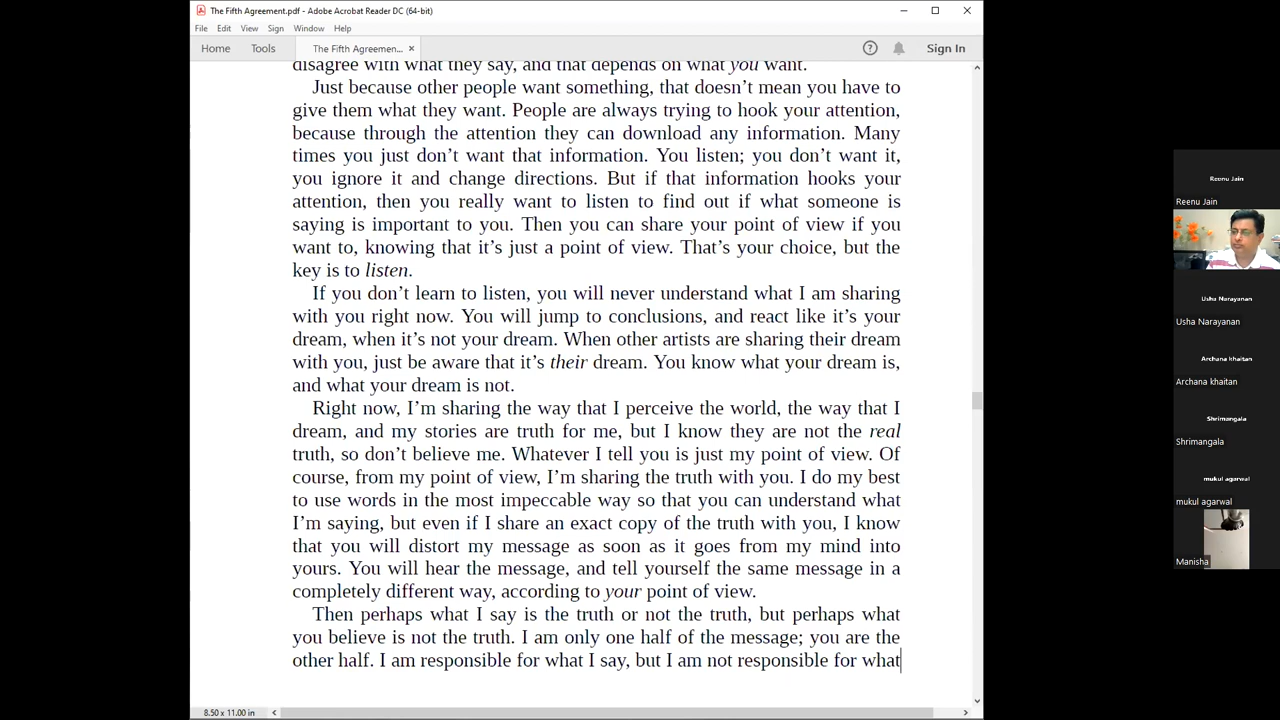 The Fifth Agreement.pdf - Adobe Acrobat Reader DC (64-bit)
File Edit View Sign Window Help
Home Tools The Fifth Agreemen... × Sign In
disagree with what they say, and that depends on what you want.
Just because other people want something, that doesn’t mean you have to
give them what they want. People are always trying to hook your attention,
because through the attention they can download any information. Many
times you just don’t want that information. You listen; you don’t want it,
you ignore it and change directions. But if that information hooks your
attention, then you really want to listen to find out if what someone is
saying is important to you. Then you can share your point of view if you
want to, knowing that it’s just a point of view. That’s your choice, but the
key is to listen.
If you don’t learn to listen, you will never understand what I am sharing
with you right now. You will jump to conclusions, and react like it’s your
dream, when it’s not your dream. When other artists are sharing their dream
with you, just be aware that it’s their dream. You know what your dream is,
and what your dream is not.
Right now, I’m sharing the way that I perceive the world, the way that I
dream, and my stories are truth for me, but I know they are not the real
truth, so don’t believe me. Whatever I tell you is just my point of view. Of
course, from my point of view, I’m sharing the truth with you. I do my best
to use words in the most impeccable way so that you can understand what
I’m saying, but even if I share an exact copy of the truth with you, I know
that you will distort my message as soon as it goes from my mind into
yours. You will hear the message, and tell yourself the same message in a
completely different way, according to your point of view.
Then perhaps what I say is the truth or not the truth, but perhaps what
you believe is not the truth. I am only one half of the message; you are the
other half. I am responsible for what I say, but I am not responsible for what
8.50 x 11.00 in
Reenu Jain
Reenu Jain
Usha Narayanan
Usha Narayanan
Archana khaitan
Archana khaitan
Shrimangala
Shrimangala
mukul agarwal
mukul agarwal
Manisha